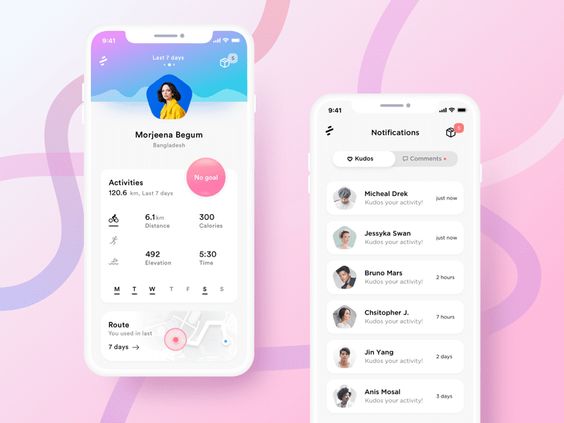 9:41
Last 7 days
5
Morjeena Begum
Bangladesh
Activities
120.6 km, Last 7 days
No goal
6.1 km
Distance
300
Calories
492
Elevation
5:30
Time
M T W T F S S
Route
You used in last
7 days →
9:41
Notifications
Kudos
Comments
Micheal Drek
Kudos your activity!
just now
Jessyka Swan
Kudos your activity!
just now
Bruno Mars
Kudos your activity!
2 hours
Chsitopher J.
Kudos your activity!
7 hours
Jin Yang
Kudos your activity!
2 days
Anis Mosal
Kudos your activity!
3 days